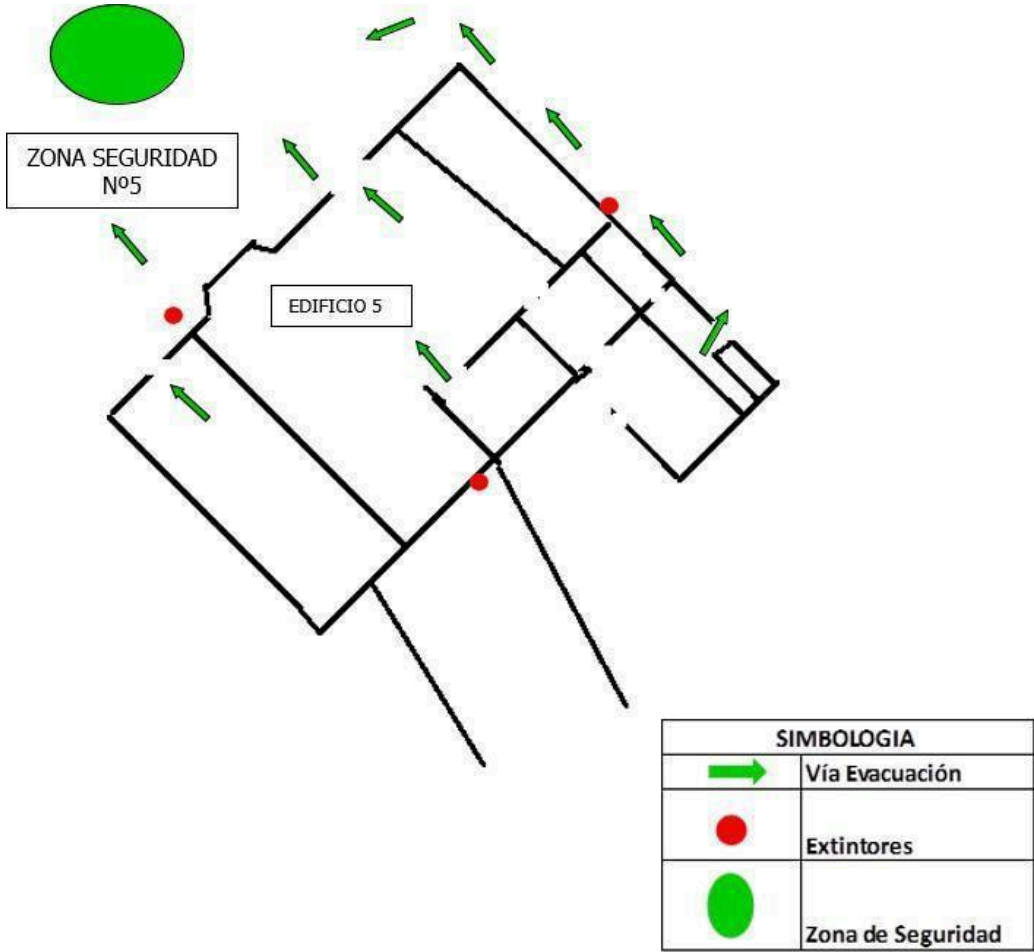 ZONA SEGURIDAD
Nº5
EDIFICIO 5
SIMBOLOGIA
Vía Evacuación
Extintores
Zona de Seguridad